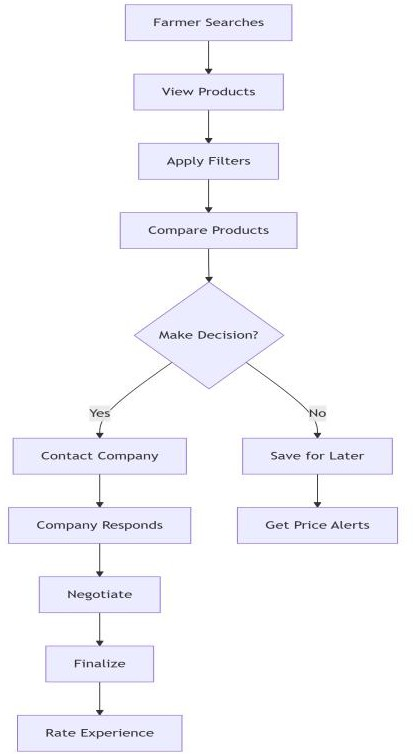 Farmer Searches
View Products
Apply Filters
Compare Products
Make Decision?
Yes
No
Contact Company
Save for Later
Company Responds
Get Price Alerts
Negotiate
Finalize
Rate Experience